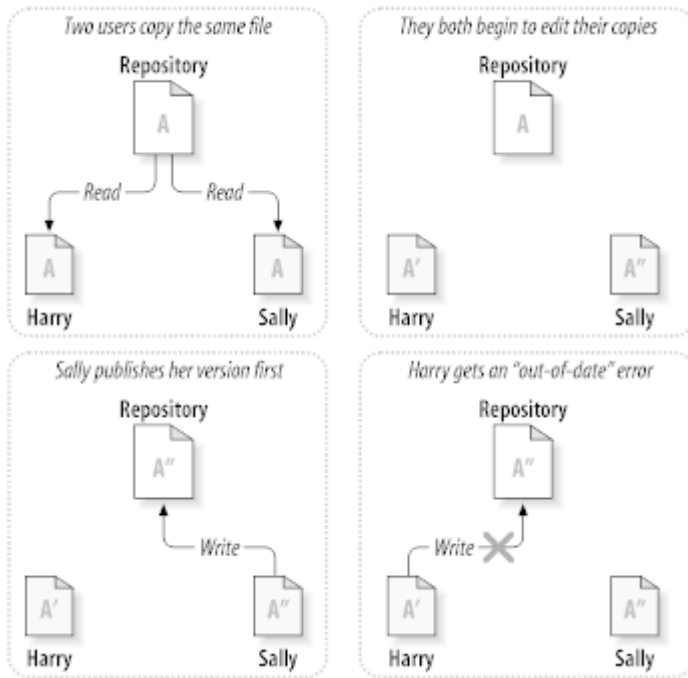 Two users copy the same file
Repository
A
Read
Read
A
A
Harry
Sally
They both begin to edit their copies
Repository
A
A′
A″
Harry
Sally
Sally publishes her version first
Repository
A″
Write
A′
A″
Harry
Sally
Harry gets an “out-of-date” error
Repository
A″
Write
A′
A″
Harry
Sally